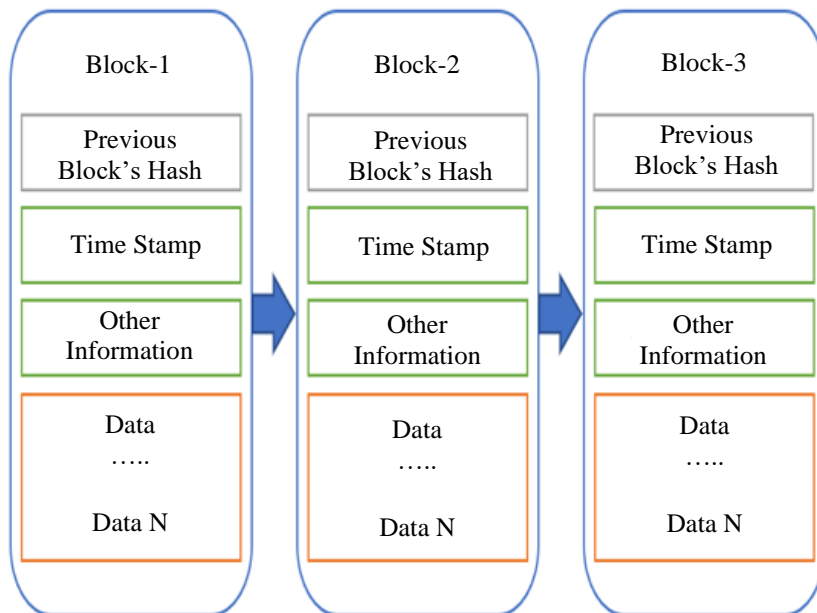 Block-1
Previous
Block’s Hash
Time Stamp
Other
Information
Data
…..
Data N
Block-2
Previous
Block’s Hash
Time Stamp
Other
Information
Data
…..
Data N
Block-3
Previous
Block’s Hash
Time Stamp
Other
Information
Data
…..
Data N